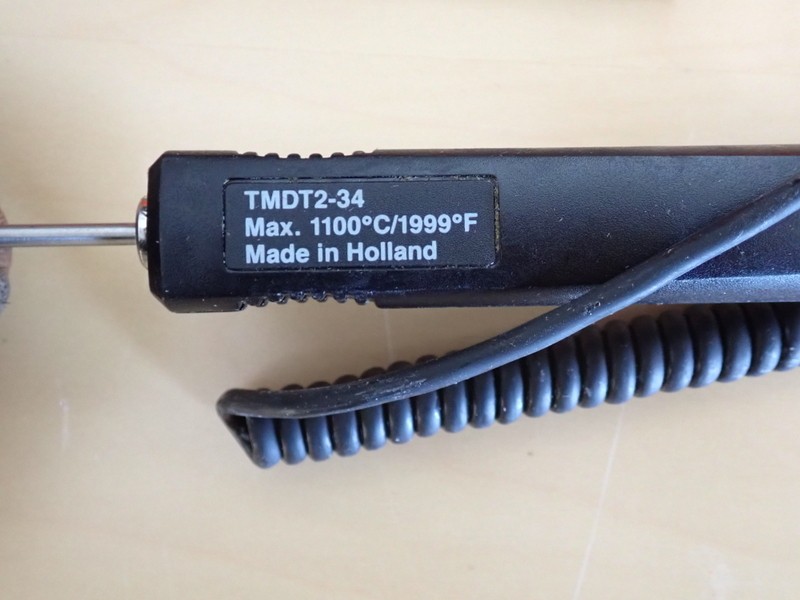 TMDT2-34
Max. 1100°C/1999°F
Made in Holland